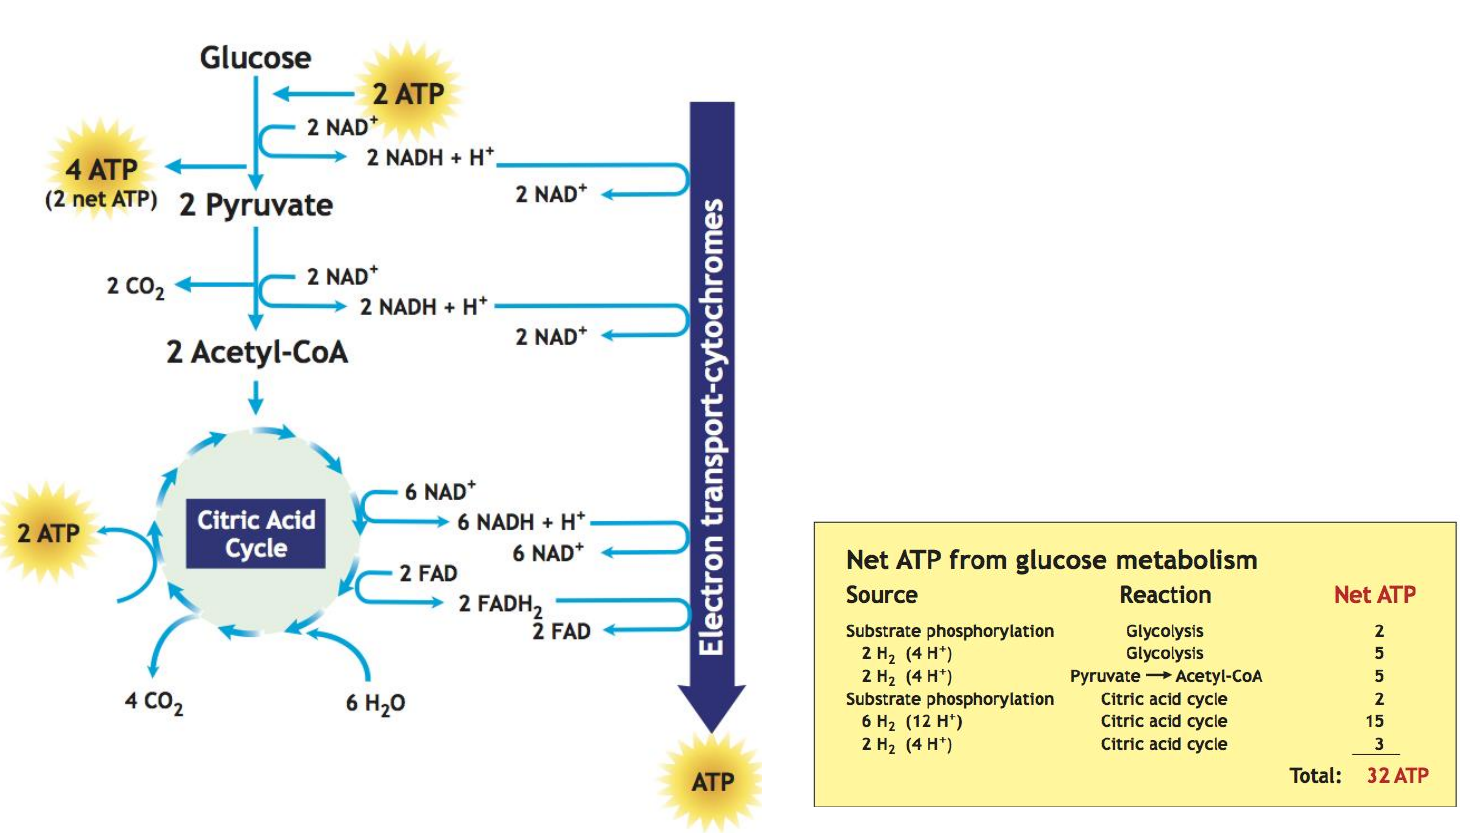 Glucose
2 ATP
2 NAD⁺
2 NADH + H⁺
4 ATP
(2 net ATP)
2 NAD⁺
2 Pyruvate
2 NAD⁺
2 CO₂
2 NADH + H⁺
2 NAD⁺
2 Acetyl-CoA
Electron transport-cytochromes
6 NAD⁺
Citric Acid
Cycle
6 NADH + H⁺
2 ATP
6 NAD⁺
2 FAD
2 FADH₂
2 FAD
4 CO₂
6 H₂O
ATP
Net ATP from glucose metabolism
Source Reaction Net ATP
Substrate phosphorylation Glycolysis 2
2 H₂ (4 H⁺) Glycolysis 5
2 H₂ (4 H⁺) Pyruvate → Acetyl-CoA 5
Substrate phosphorylation Citric acid cycle 2
6 H₂ (12 H⁺) Citric acid cycle 15
2 H₂ (4 H⁺) Citric acid cycle 3
Total: 32 ATP